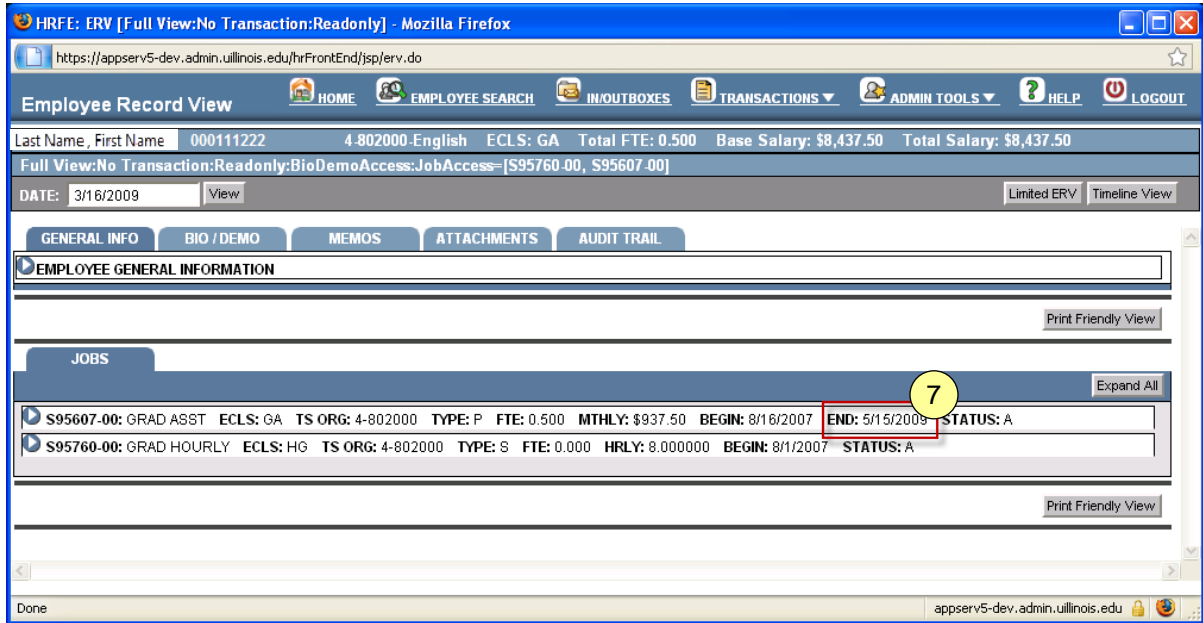 HRFE: ERV [Full View:No Transaction:Readonly] - Mozilla Firefox
https://appserv5-dev.admin.uillinois.edu/hrFrontEnd/jsp/erv.do
Employee Record View HOME EMPLOYEE SEARCH IN/OUTBOXES TRANSACTIONS ADMIN TOOLS ? HELP LOGOUT
Last Name, First Name 000111222 4-802000-English ECLS: GA Total FTE: 0.500 Base Salary: $8,437.50 Total Salary: $8,437.50
Full View:No Transaction:Readonly:BioDemoAccess:JobAccess=[S95760-00, S95607-00]
DATE: 3/16/2009 View Limited ERV Timeline View
GENERAL INFO BIO / DEMO MEMOS ATTACHMENTS AUDIT TRAIL
EMPLOYEE GENERAL INFORMATION
Print Friendly View
JOBS
Expand All
7
S95607-00: GRAD ASST ECLS: GA TS ORG: 4-802000 TYPE: P FTE: 0.500 MTHLY: $937.50 BEGIN: 8/16/2007 END: 5/15/2009 STATUS: A
S95760-00: GRAD HOURLY ECLS: HG TS ORG: 4-802000 TYPE: S FTE: 0.000 HRLY: 8.000000 BEGIN: 8/1/2007 STATUS: A
Print Friendly View
Done appserv5-dev.admin.uillinois.edu